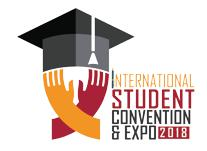 INTERNATIONAL
STUDENT
CONVENTION
& EXPO 2018